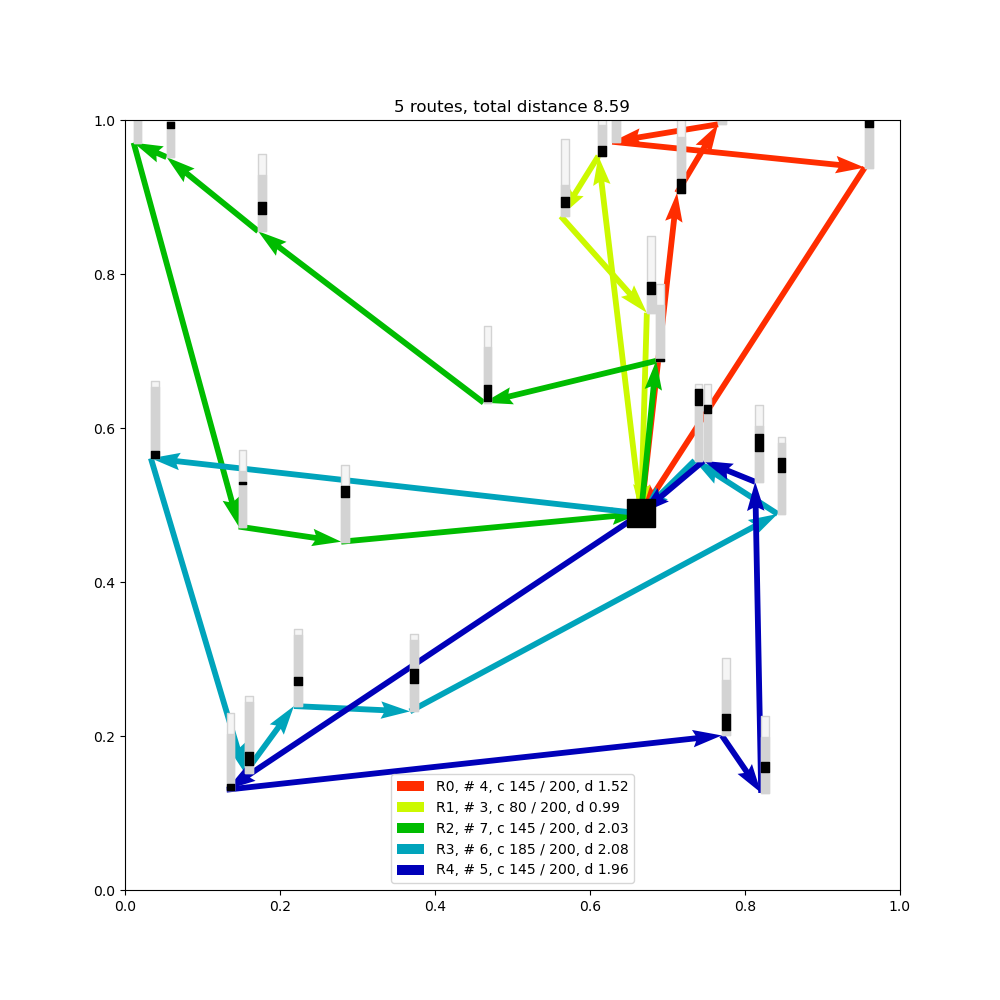 5 routes, total distance 8.59
1.0
0.8
0.6
0.4
0.2
0.0
R0, # 4, c 145 / 200, d 1.52
R1, # 3, c 80 / 200, d 0.99
R2, # 7, c 145 / 200, d 2.03
R3, # 6, c 185 / 200, d 2.08
R4, # 5, c 145 / 200, d 1.96
0.0 0.2 0.4 0.6 0.8 1.0